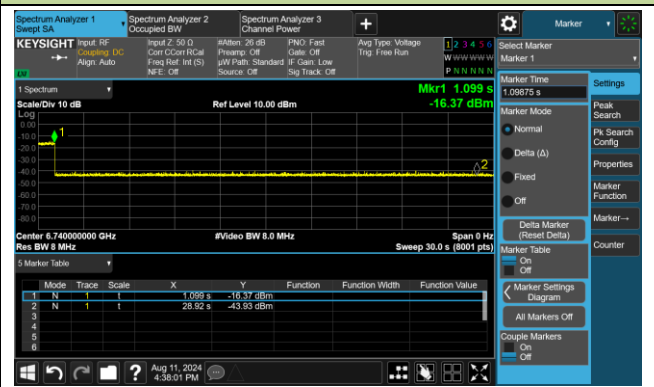 Spectrum Analyzer 1
Swept SA
Spectrum Analyzer 2
Occupied BW
Spectrum Analyzer 3
Channel Power
Marker
KEYSIGHT
Input: RF
Coupling: DC
Align: Auto
Input Z: 50 Ω
Corr CCorr RCal
Freq Ref: Int (S)
NFE: Off
#Atten: 26 dB
Preamp: Off
µW Path: Standard
Source: Off
PNO: Fast
Gate: Off
IF Gain: Low
Sig Track: Off
Avg Type: Voltage
Trig: Free Run
1 2 3 4 5 6
W W W W W W
P N N N N N
Select Marker
Marker 1
1 Spectrum
Mkr1 1.099 s
Scale/Div 10 dB
Ref Level 10.00 dBm
-16.37 dBm
Log
0.00
-10.0
-20.0
-30.0
-40.0
-50.0
-60.0
-70.0
-80.0
1
2
Center 6.740000000 GHz
#Video BW 8.0 MHz
Span 0 Hz
Res BW 8 MHz
Sweep 30.0 s (8001 pts)
5 Marker Table
Mode Trace Scale X Y Function Function Width Function Value
1 N 1 t 1.099 s -16.37 dBm
2 N 1 t 28.92 s -43.93 dBm
3
4
5
6
Marker Time
1.09875 s
Marker Mode
Normal
Delta (Δ)
Fixed
Off
Delta Marker
(Reset Delta)
Marker Table
On
Off
Marker Settings
Diagram
All Markers Off
Couple Markers
On
Off
Settings
Peak
Search
Pk Search
Config
Properties
Marker
Function
Marker→
Counter
?
Aug 11, 2024
4:38:01 PM